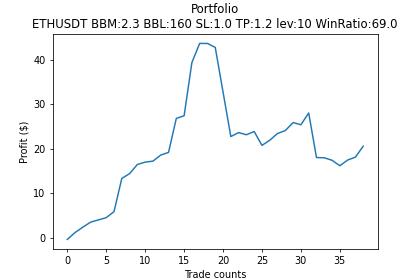 Portfolio
ETHUSDT BBM:2.3 BBL:160 SL:1.0 TP:1.2 lev:10 WinRatio:69.0
Profit ($)
40
30
20
10
0
0 5 10 15 20 25 30 35
Trade counts